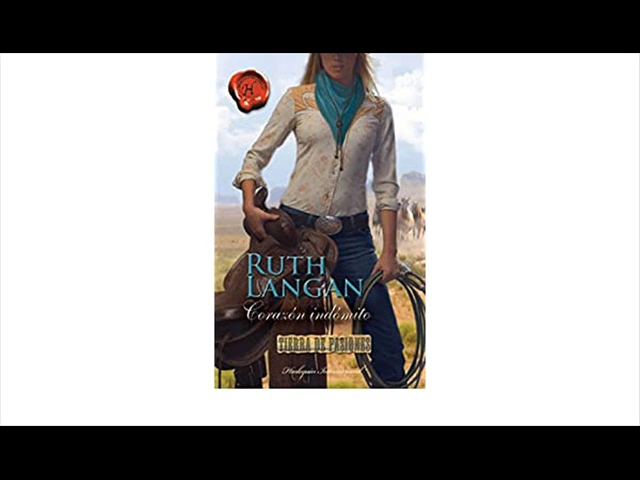 H
RUTH
LANGAN
Corazón indómito
TIERRA DE PASIONES
Harlequin Internacional